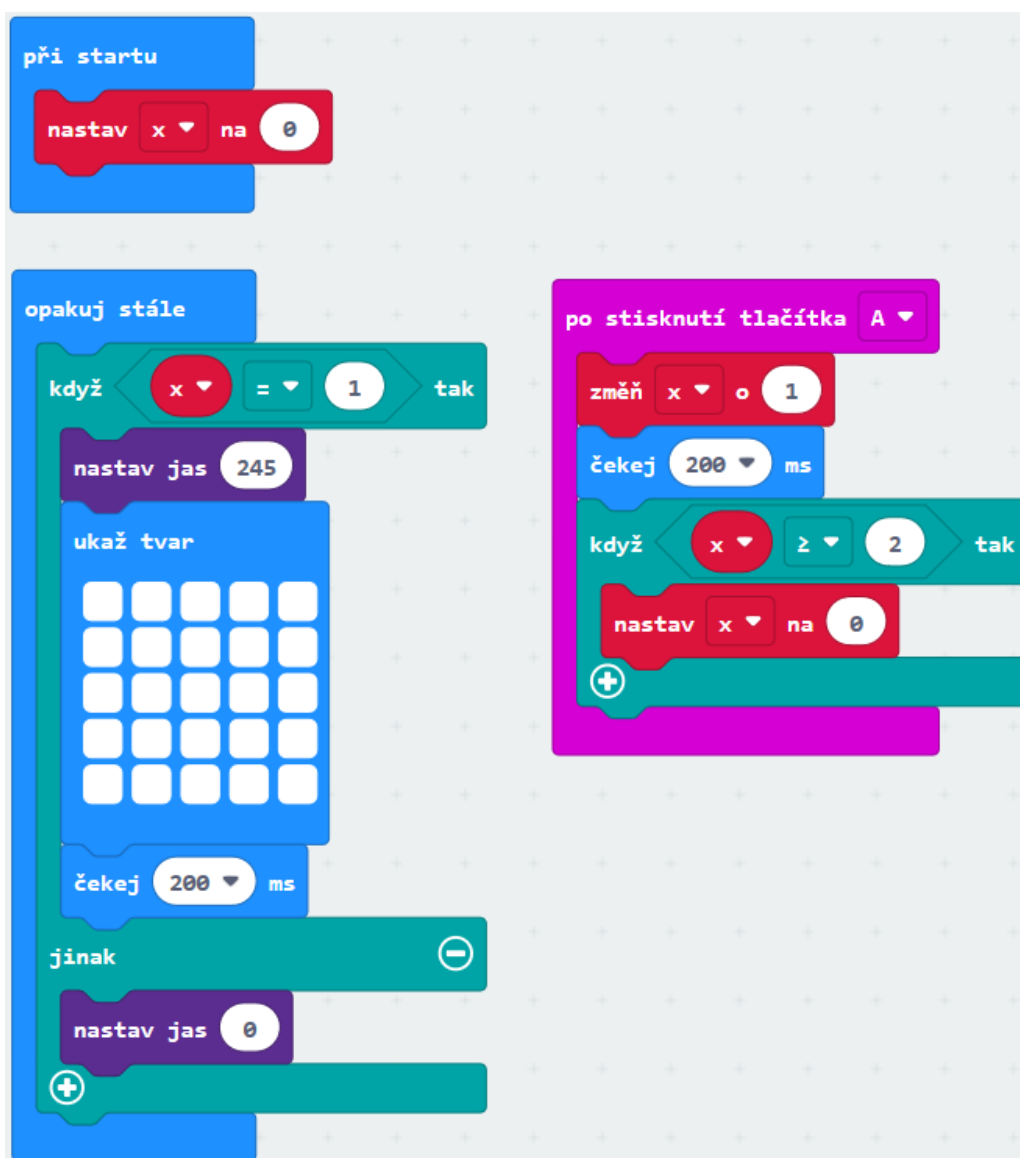 při startu
nastav x na 0
opakuj stále
když x = 1 tak
nastav jas 245
ukaž tvar
čekej 200 ms
jinak
nastav jas 0
po stisknutí tlačítka A
změň x o 1
čekej 200 ms
když x ≥ 2 tak
nastav x na 0